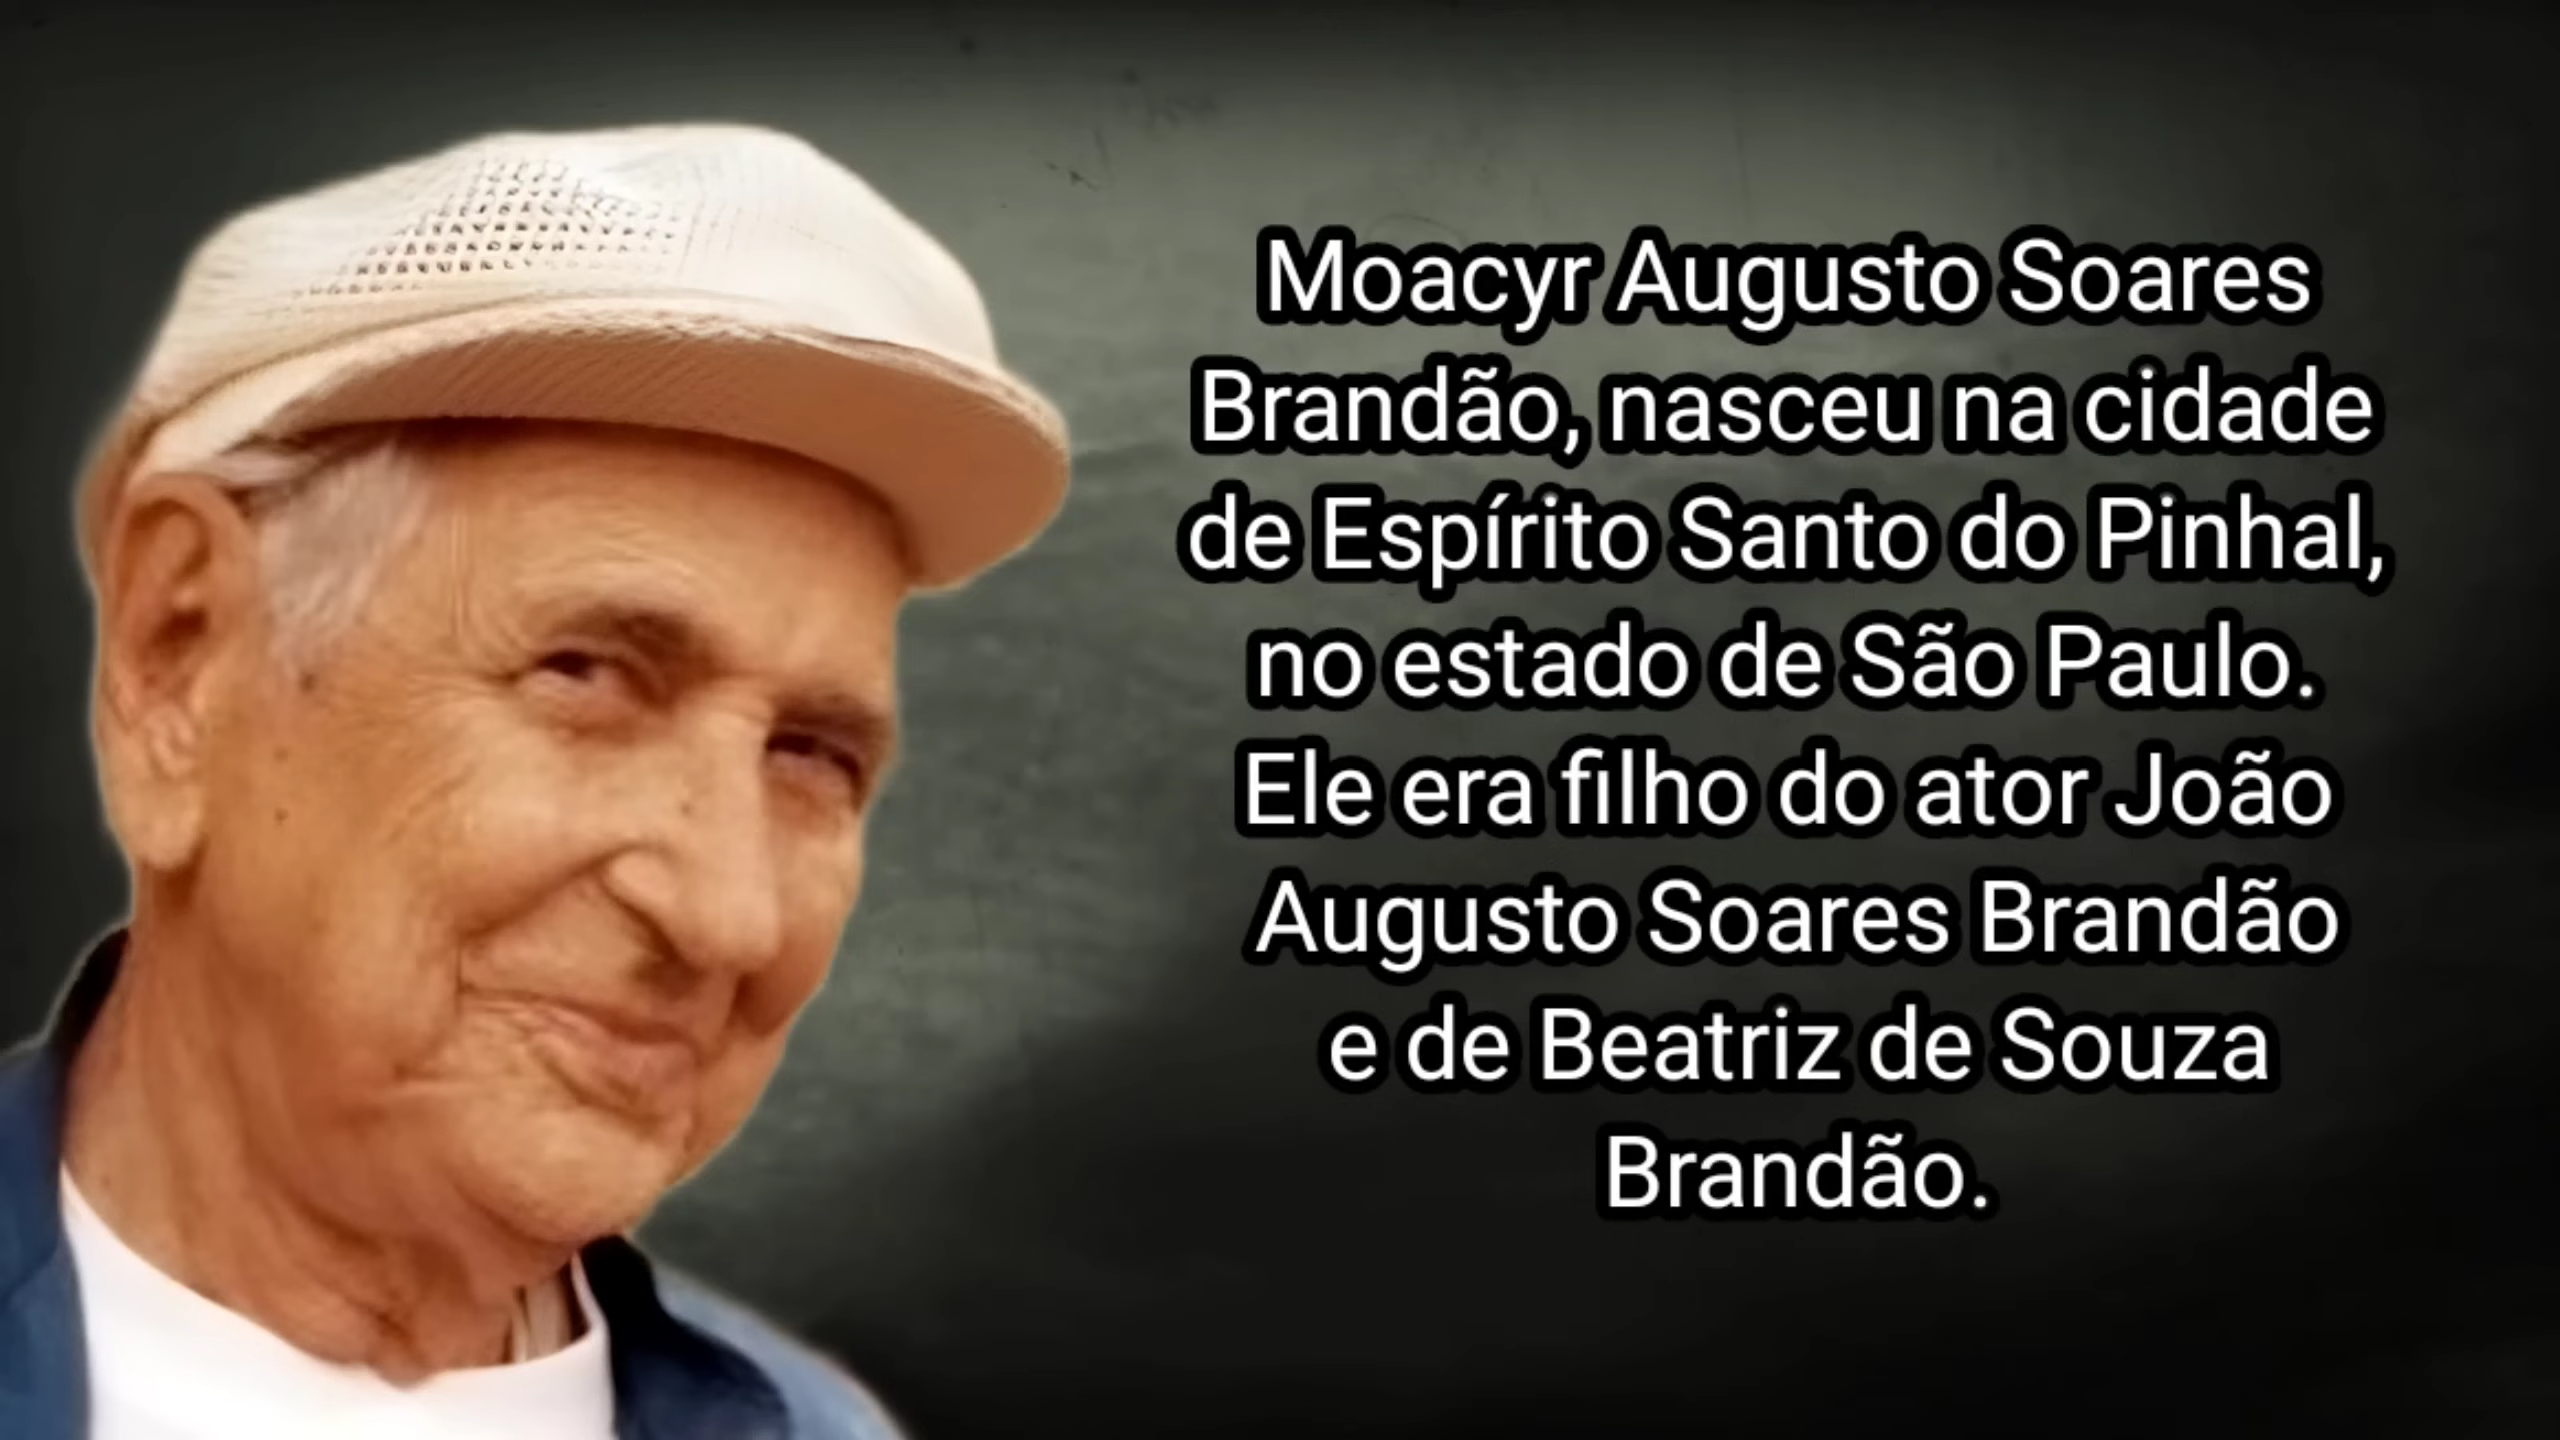 Moacyr Augusto Soares
Brandão, nasceu na cidade
de Espírito Santo do Pinhal,
no estado de São Paulo.
Ele era filho do ator João
Augusto Soares Brandão
e de Beatriz de Souza
Brandão.